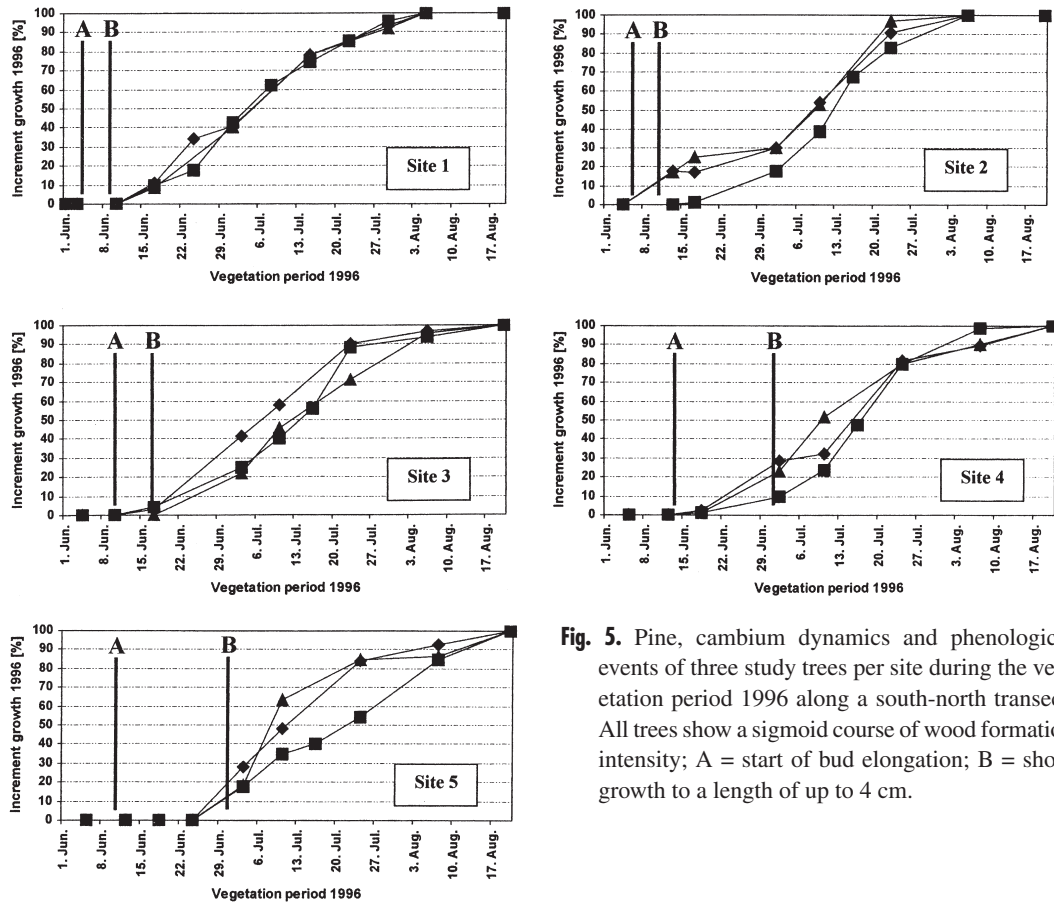 Increment growth 1996 [%]
100
90
80
70
60
50
40
30
20
10
0
A B
Site 1
1. Jun.
8. Jun.
15. Jun.
22. Jun.
29. Jun.
6. Jul.
13. Jul.
20. Jul.
27. Jul.
3. Aug.
10. Aug.
17. Aug.
Vegetation period 1996
Increment growth 1996 [%]
100
90
80
70
60
50
40
30
20
10
0
A B
Site 2
1. Jun.
8. Jun.
15. Jun.
22. Jun.
29. Jun.
6. Jul.
13. Jul.
20. Jul.
27. Jul.
3. Aug.
10. Aug.
17. Aug.
Vegetation period 1996
Increment growth 1996 [%]
100
90
80
70
60
50
40
30
20
10
0
A B
Site 3
1. Jun.
8. Jun.
15. Jun.
22. Jun.
29. Jun.
6. Jul.
13. Jul.
20. Jul.
27. Jul.
3. Aug.
10. Aug.
17. Aug.
Vegetation period 1996
Increment growth 1996 [%]
100
90
80
70
60
50
40
30
20
10
0
A B
Site 4
1. Jun.
8. Jun.
15. Jun.
22. Jun.
29. Jun.
6. Jul.
13. Jul.
20. Jul.
27. Jul.
3. Aug.
10. Aug.
17. Aug.
Vegetation period 1996
Increment growth 1996 [%]
100
90
80
70
60
50
40
30
20
10
0
A B
Site 5
1. Jun.
8. Jun.
15. Jun.
22. Jun.
29. Jun.
6. Jul.
13. Jul.
20. Jul.
27. Jul.
3. Aug.
10. Aug.
17. Aug.
Vegetation period 1996
Fig. 5. Pine, cambium dynamics and phenologic
events of three study trees per site during the ve
etation period 1996 along a south-north transec
All trees show a sigmoid course of wood formatio
intensity; A = start of bud elongation; B = sho
growth to a length of up to 4 cm.